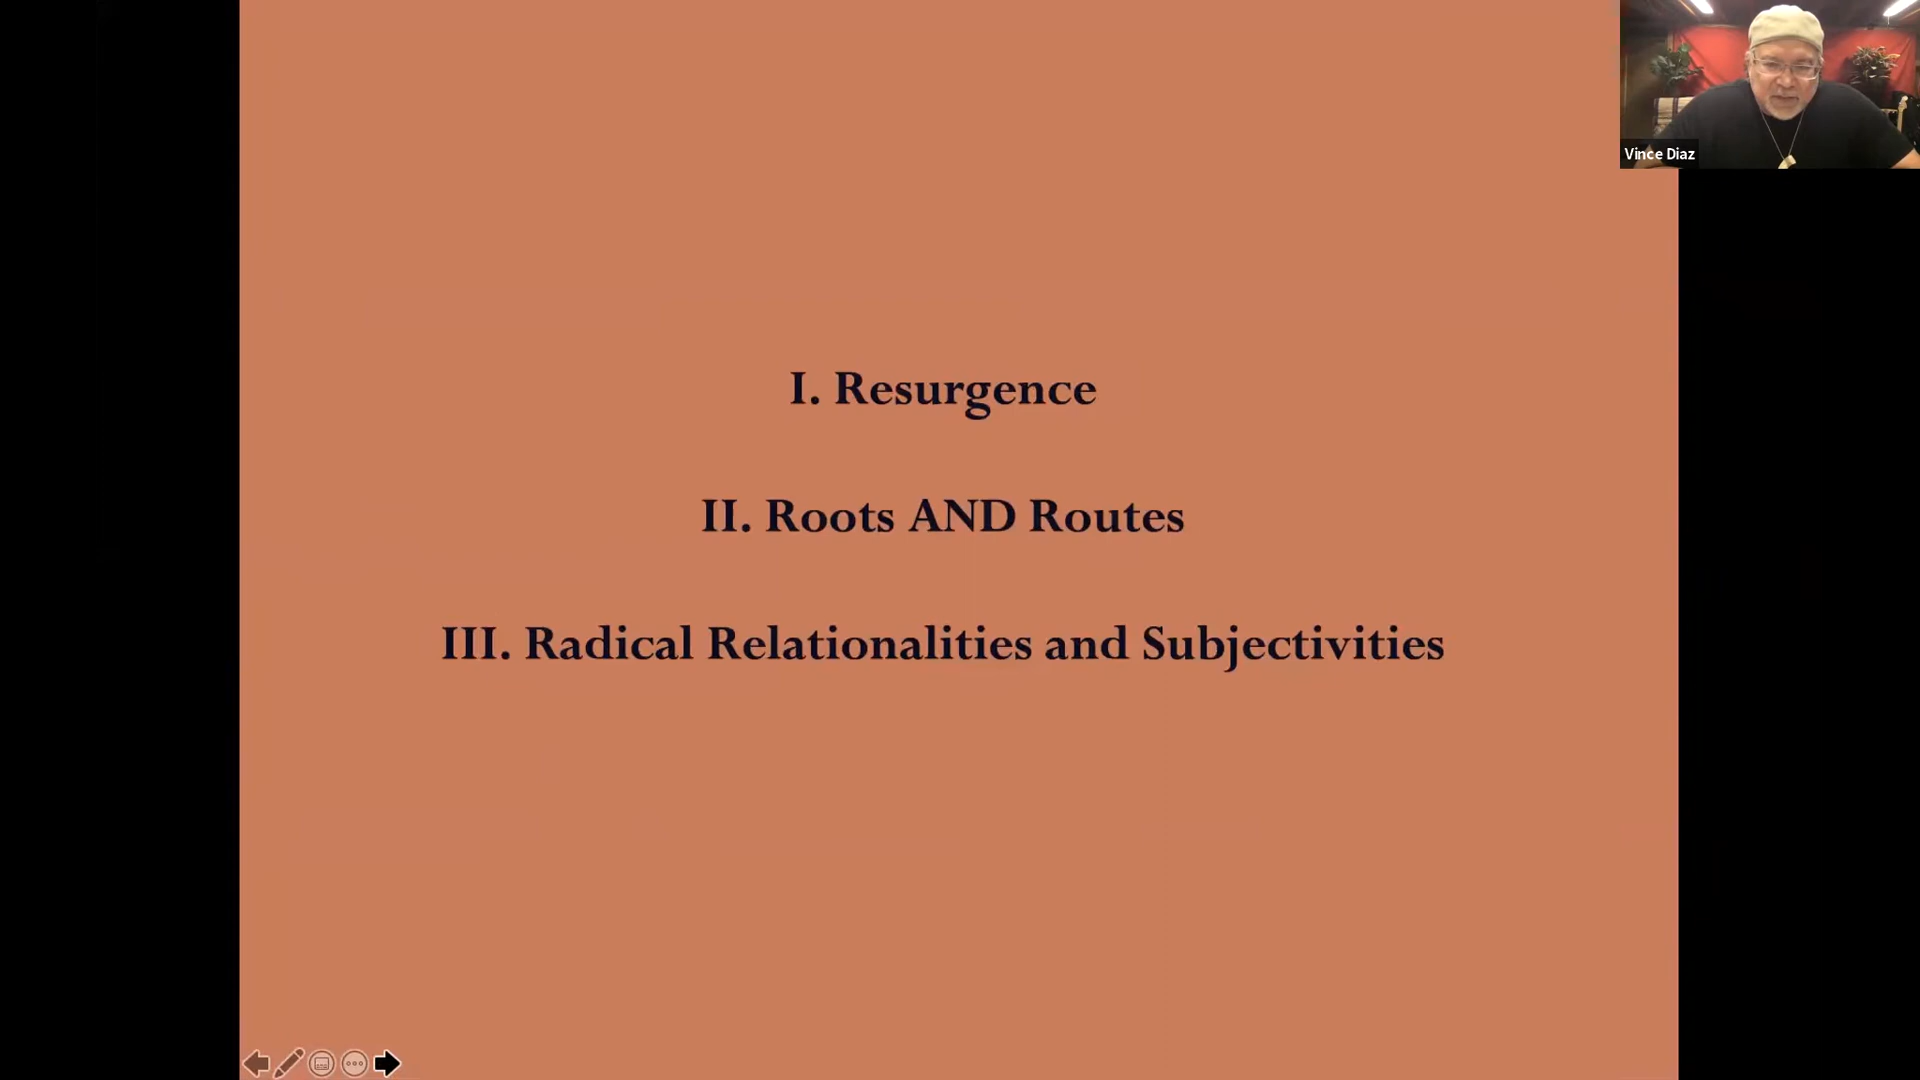 Vince Diaz
I. Resurgence
II. Roots AND Routes
III. Radical Relationalities and Subjectivities